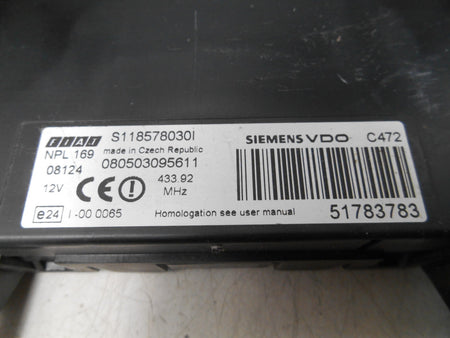 FIAT S118578030I SIEMENS VDO C472
NPL 169 made in Czech Republic
08124 080503095611
12V CE 433.92
MHz
e24 I-00 0065 Homologation see user manual 51783783